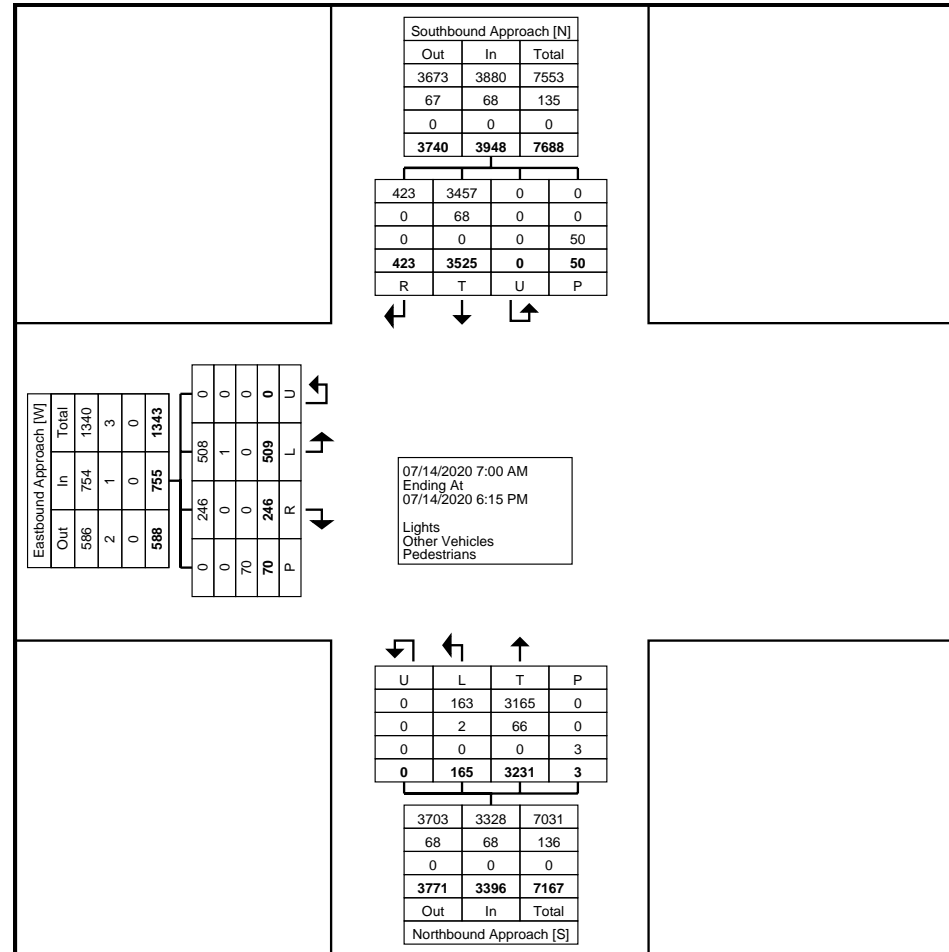 Southbound Approach [N]
Out In Total
3673 3880 7553
67 68 135
0 0 0
3740 3948 7688
423 3457 0 0
0 68 0 0
0 0 0 50
423 3525 0 50
R T U P
Eastbound Approach [W]
Out In Total
586 754 1340
2 1 3
0 0 0
588 755 1343
0 246 508 0
0 0 1 0
70 0 0 0
70 246 509 0
P R L U
07/14/2020 7:00 AM
Ending At
07/14/2020 6:15 PM
Lights
Other Vehicles
Pedestrians
U L T P
0 163 3165 0
0 2 66 0
0 0 0 3
0 165 3231 3
3703 3328 7031
68 68 136
0 0 0
3771 3396 7167
Out In Total
Northbound Approach [S]